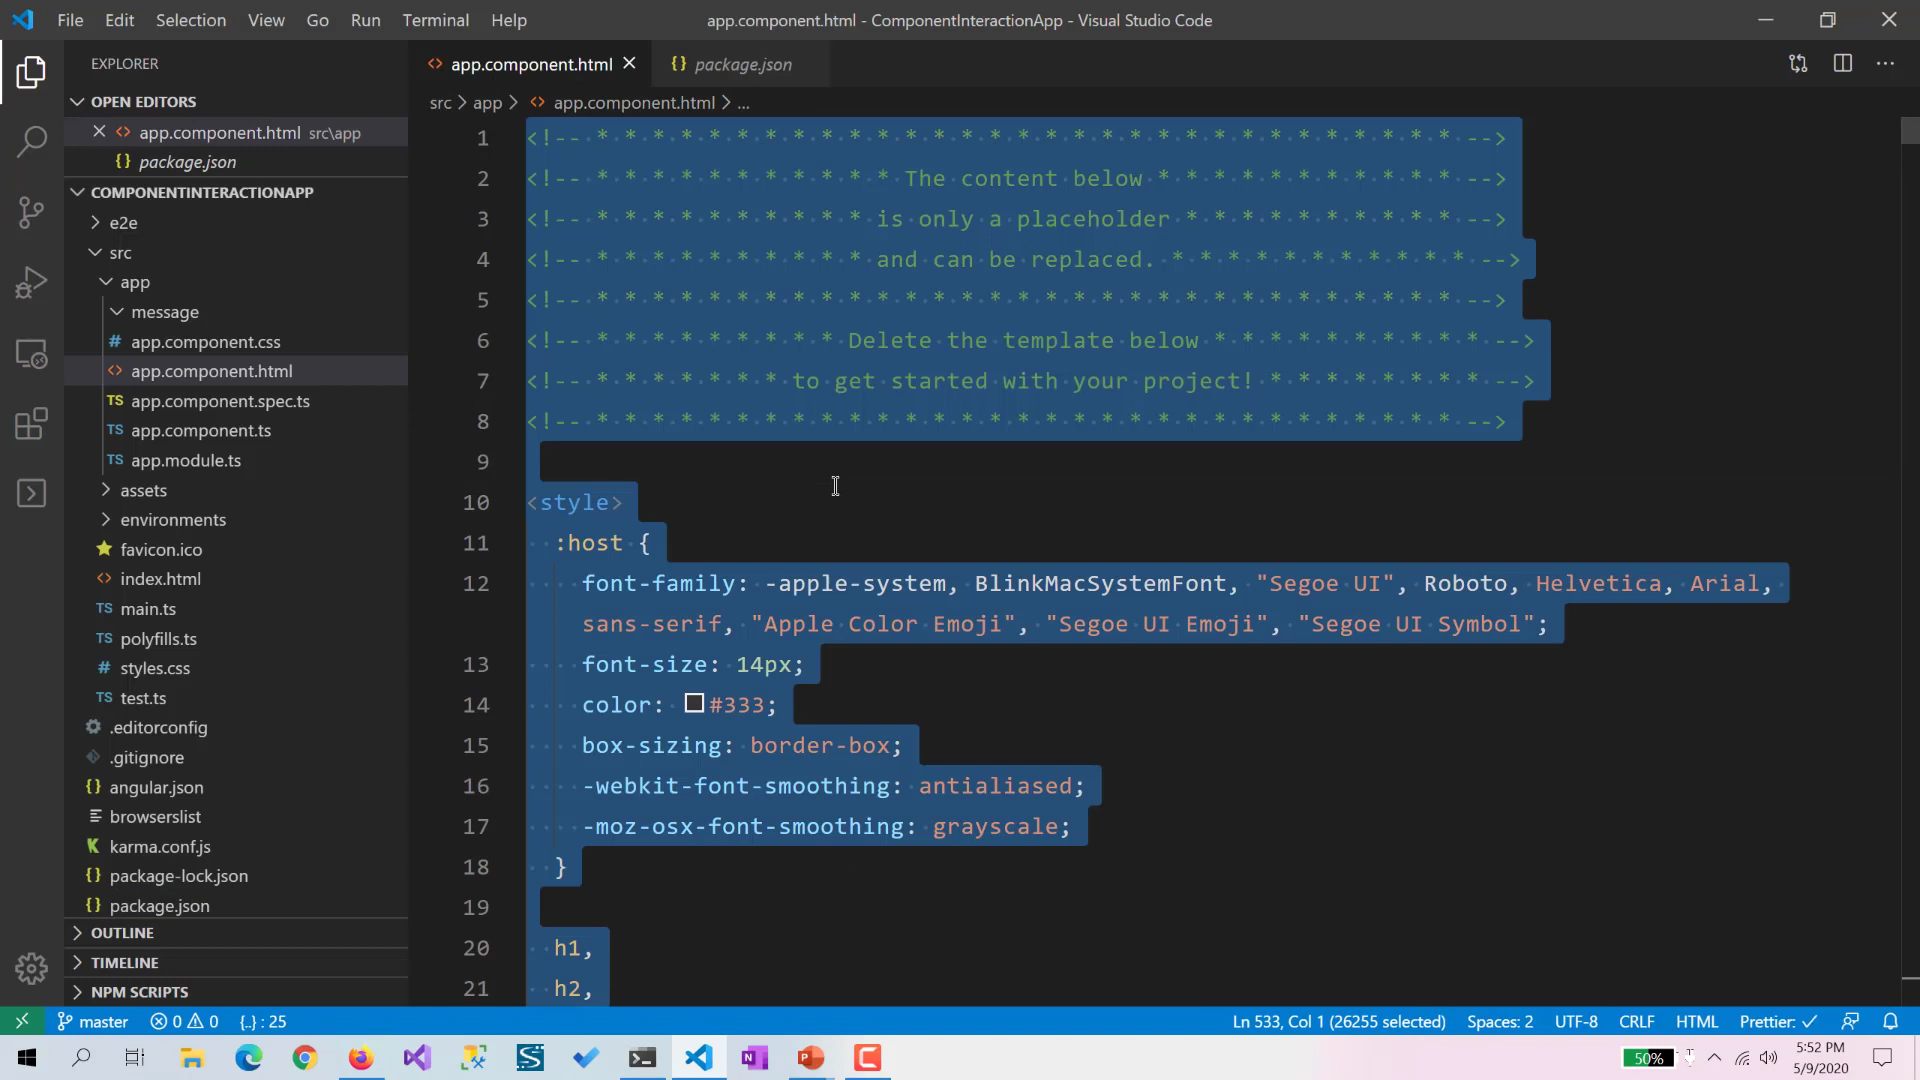 File Edit Selection View Go Run Terminal Help
app.component.html - ComponentInteractionApp - Visual Studio Code
EXPLORER
OPEN EDITORS
app.component.html src\app
package.json
COMPONENTINTERACTIONAPP
e2e
src
app
message
app.component.css
app.component.html
app.component.spec.ts
app.component.ts
app.module.ts
assets
environments
favicon.ico
index.html
main.ts
polyfills.ts
styles.css
test.ts
.editorconfig
.gitignore
angular.json
browserslist
karma.conf.js
package-lock.json
package.json
OUTLINE
TIMELINE
NPM SCRIPTS
app.component.html
package.json
src > app > app.component.html > ...
1 <!-- * * * * * * * * * * * * * * * * * * * * * * * * * * * * * * * -->
2 <!-- * * * * * * * * * * * The content below * * * * * * * * * * * -->
3 <!-- * * * * * * * * * * is only a placeholder * * * * * * * * * * -->
4 <!-- * * * * * * * * * * and can be replaced. * * * * * * * * * * * -->
5 <!-- * * * * * * * * * * * * * * * * * * * * * * * * * * * * * * * -->
6 <!-- * * * * * * * * * Delete the template below * * * * * * * * * * -->
7 <!-- * * * * * * * to get started with your project! * * * * * * * * -->
8 <!-- * * * * * * * * * * * * * * * * * * * * * * * * * * * * * * * -->
9
10 <style>
11 :host {
12 font-family: -apple-system, BlinkMacSystemFont, "Segoe UI", Roboto, Helvetica, Arial,
sans-serif, "Apple Color Emoji", "Segoe UI Emoji", "Segoe UI Symbol";
13 font-size: 14px;
14 color: #333;
15 box-sizing: border-box;
16 -webkit-font-smoothing: antialiased;
17 -moz-osx-font-smoothing: grayscale;
18 }
19
20 h1,
21 h2,
master 0 0 {..} : 25
Ln 533, Col 1 (26255 selected) Spaces: 2 UTF-8 CRLF HTML Prettier: ✓
50%
5:52 PM
5/9/2020